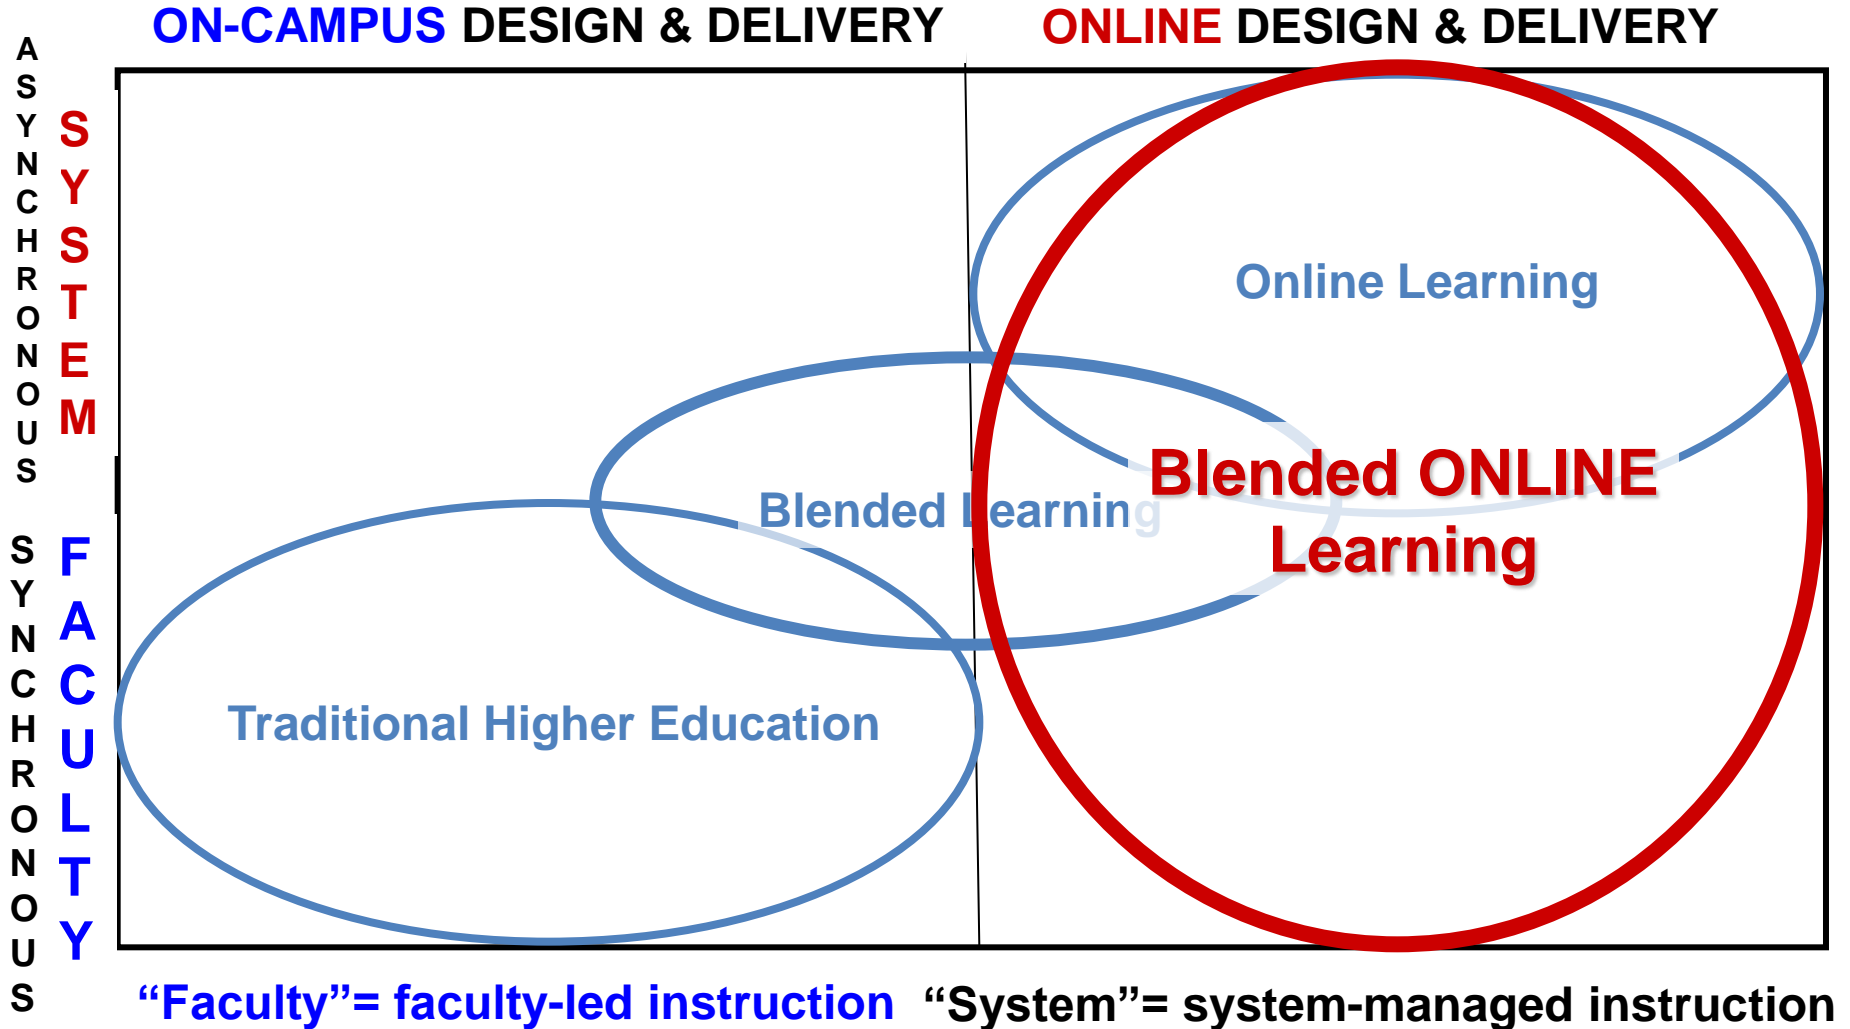 ON-CAMPUS DESIGN & DELIVERY
ONLINE DESIGN & DELIVERY
ASYNCHRONOUS
SYSTEM
Online Learning
Blended ONLINE
Learning
Blended Learning
SYNCHRONOUS
FACULTY
Traditional Higher Education
“Faculty”= faculty-led instruction
“System”= system-managed instruction